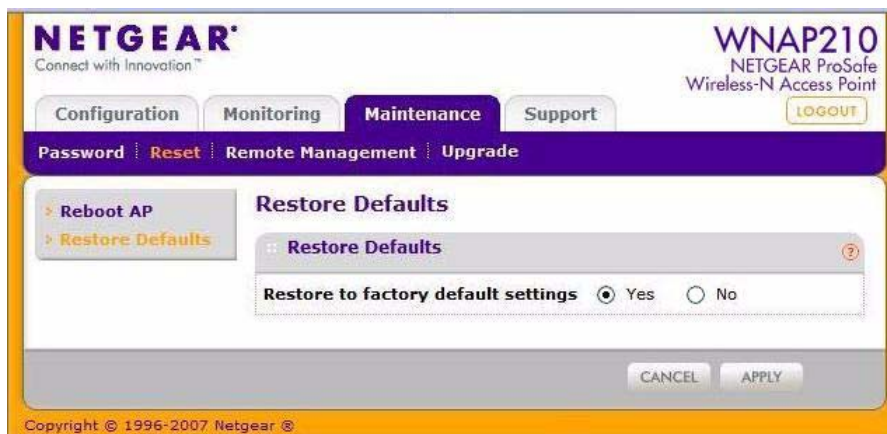 NETGEAR®
Connect with Innovation™
WNAP210
NETGEAR ProSafe
Wireless-N Access Point
LOGOUT
Configuration
Monitoring
Maintenance
Support
Password
Reset
Remote Management
Upgrade
Reboot AP
Restore Defaults
Restore Defaults
Restore Defaults
?
Restore to factory default settings Yes No
CANCEL
APPLY
Copyright © 1996-2007 Netgear ®